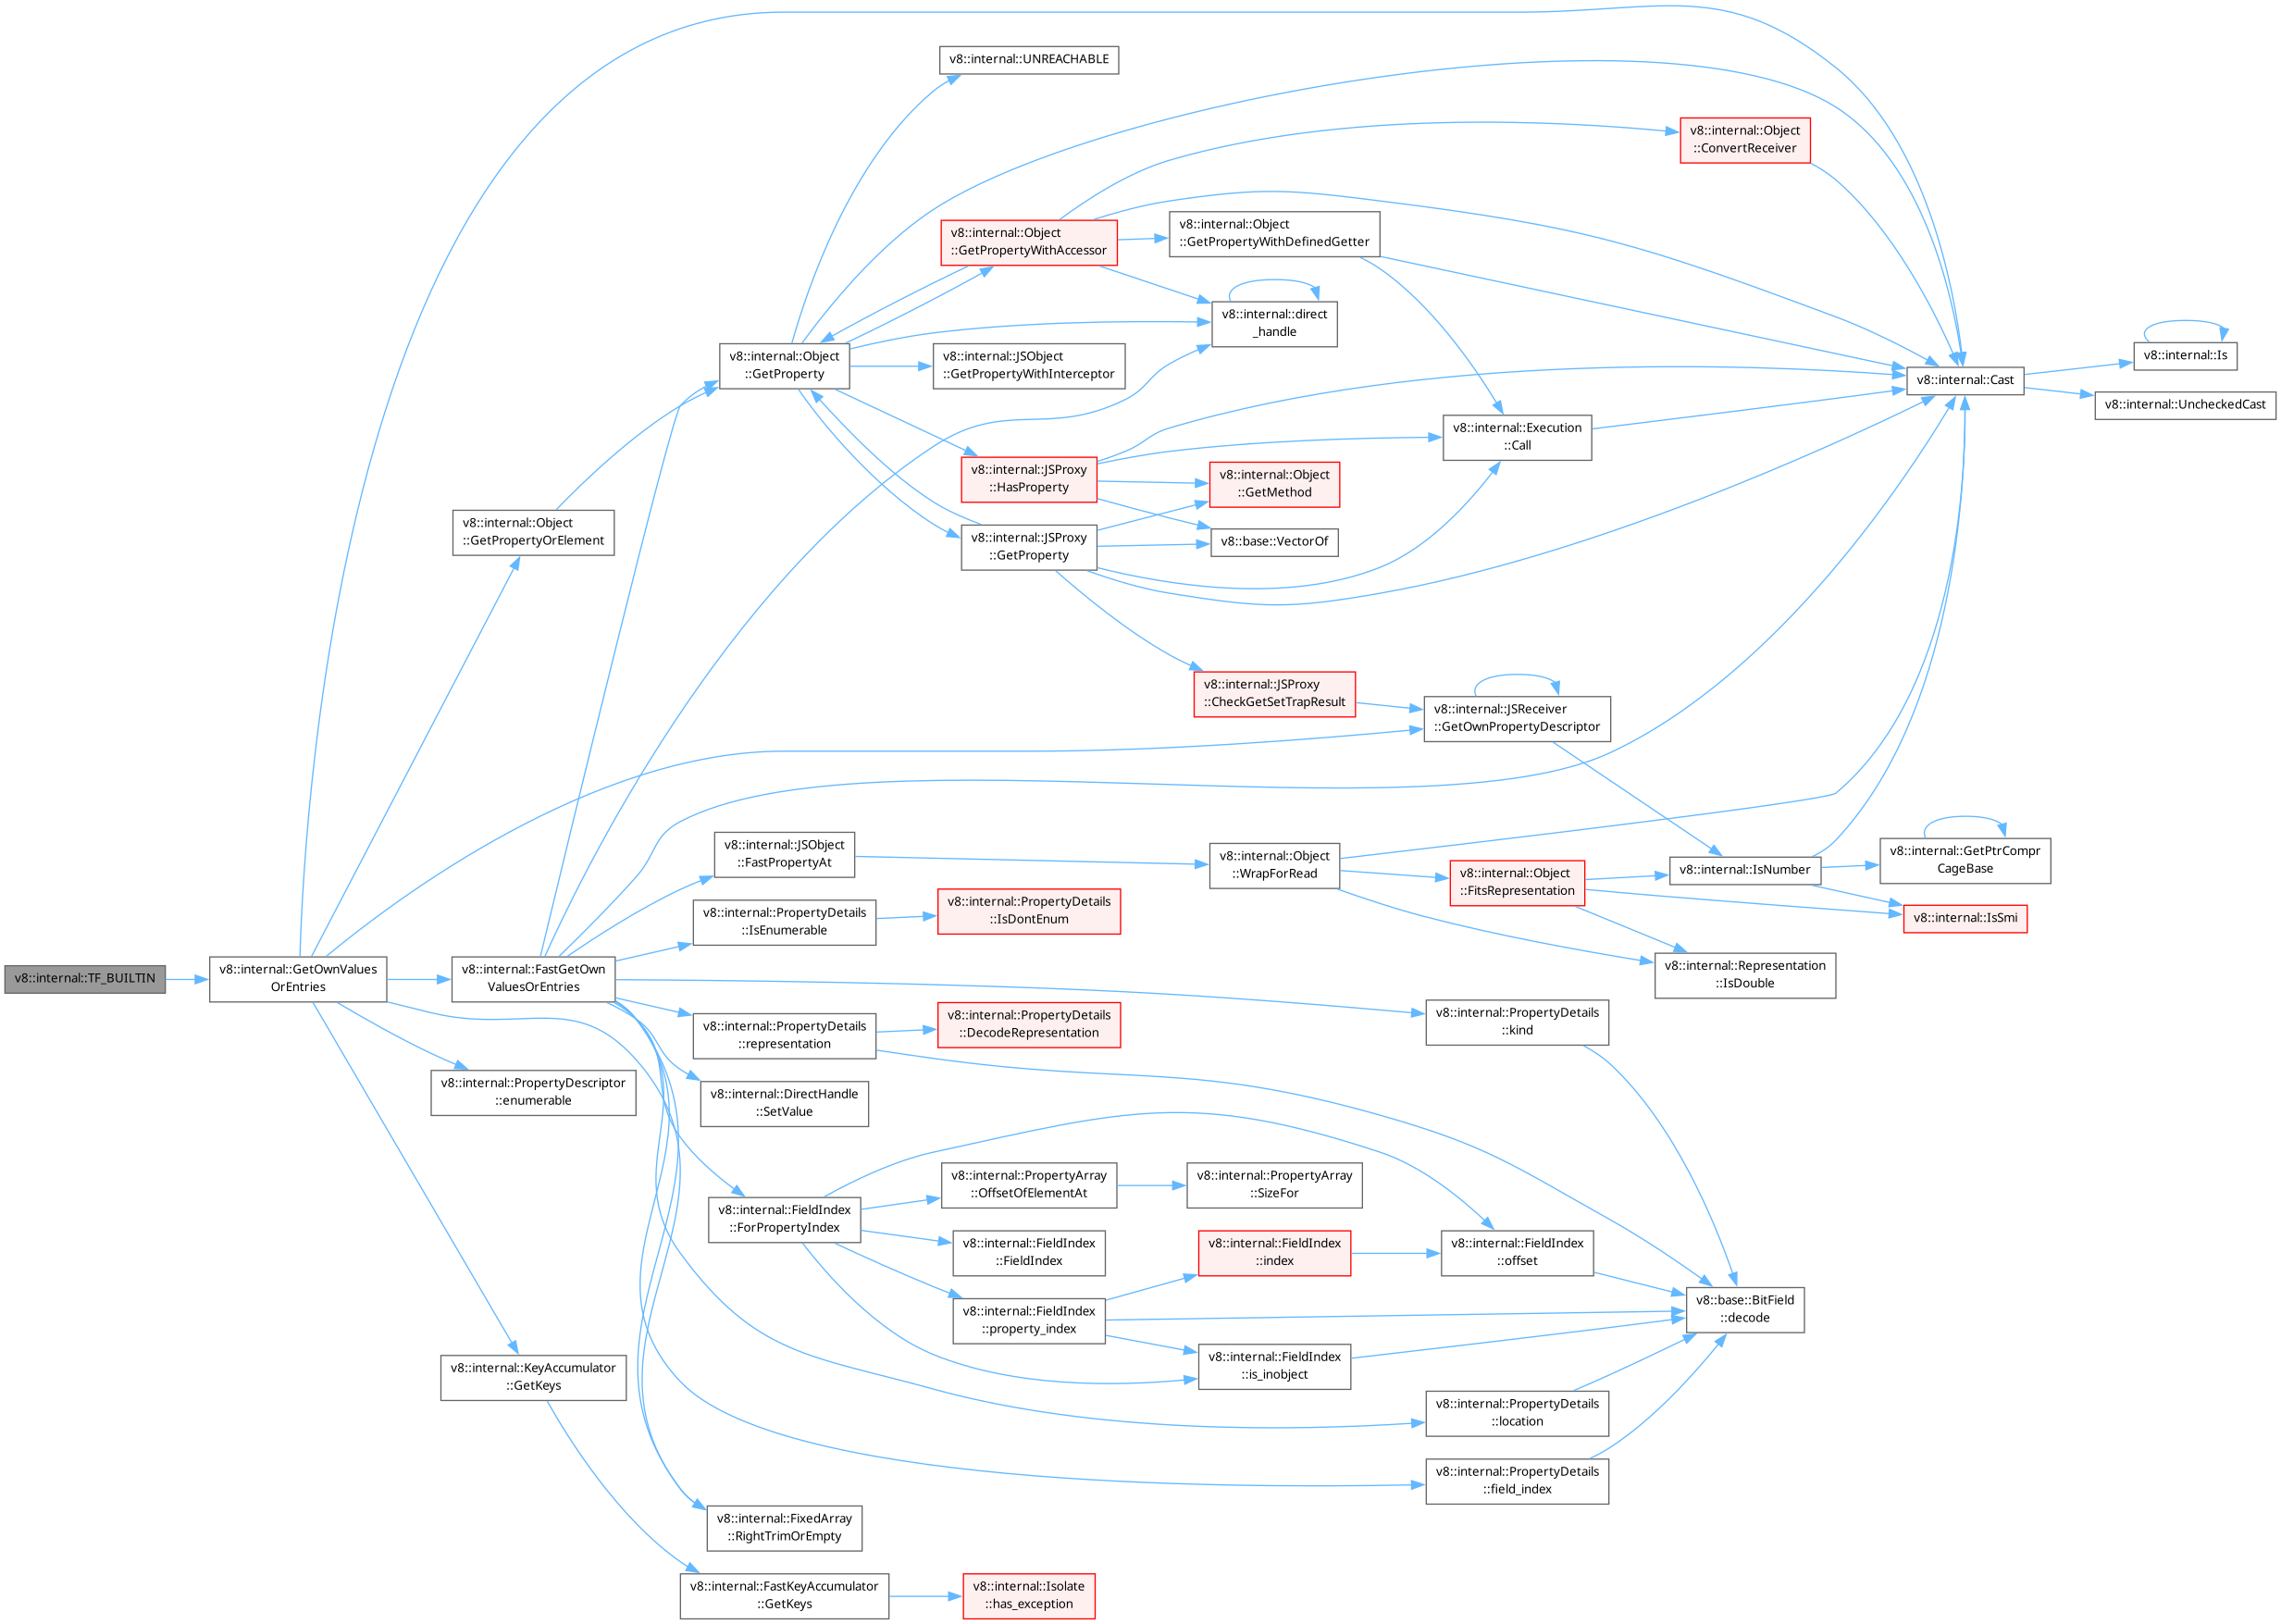 v8::internal::TF_BUILTIN
v8::internal::GetOwnValues
OrEntries
v8::internal::Object
::GetPropertyOrElement
v8::internal::FastGetOwn
ValuesOrEntries
v8::internal::PropertyDescriptor
::enumerable
v8::internal::KeyAccumulator
::GetKeys
v8::internal::Object
::GetProperty
v8::internal::JSObject
::FastPropertyAt
v8::internal::PropertyDetails
::IsEnumerable
v8::internal::PropertyDetails
::representation
v8::internal::DirectHandle
::SetValue
v8::internal::FieldIndex
::ForPropertyIndex
v8::internal::FixedArray
::RightTrimOrEmpty
v8::internal::FastKeyAccumulator
::GetKeys
v8::internal::UNREACHABLE
v8::internal::Object
::GetPropertyWithAccessor
v8::internal::JSObject
::GetPropertyWithInterceptor
v8::internal::JSProxy
::HasProperty
v8::internal::JSProxy
::GetProperty
v8::internal::PropertyDetails
::IsDontEnum
v8::internal::PropertyDetails
::DecodeRepresentation
v8::internal::PropertyArray
::OffsetOfElementAt
v8::internal::FieldIndex
::FieldIndex
v8::internal::FieldIndex
::property_index
v8::internal::Isolate
::has_exception
v8::internal::Object
::GetPropertyWithDefinedGetter
v8::internal::direct
_handle
v8::internal::Object
::GetMethod
v8::base::VectorOf
v8::internal::JSProxy
::CheckGetSetTrapResult
v8::internal::Object
::WrapForRead
v8::internal::PropertyArray
::SizeFor
v8::internal::FieldIndex
::index
v8::internal::FieldIndex
::is_inobject
v8::internal::Execution
::Call
v8::internal::JSReceiver
::GetOwnPropertyDescriptor
v8::internal::Object
::FitsRepresentation
v8::internal::PropertyDetails
::kind
v8::internal::FieldIndex
::offset
v8::internal::PropertyDetails
::location
v8::internal::PropertyDetails
::field_index
v8::internal::Object
::ConvertReceiver
v8::internal::IsNumber
v8::internal::Representation
::IsDouble
v8::base::BitField
::decode
v8::internal::Cast
v8::internal::GetPtrCompr
CageBase
v8::internal::IsSmi
v8::internal::Is
v8::internal::UncheckedCast